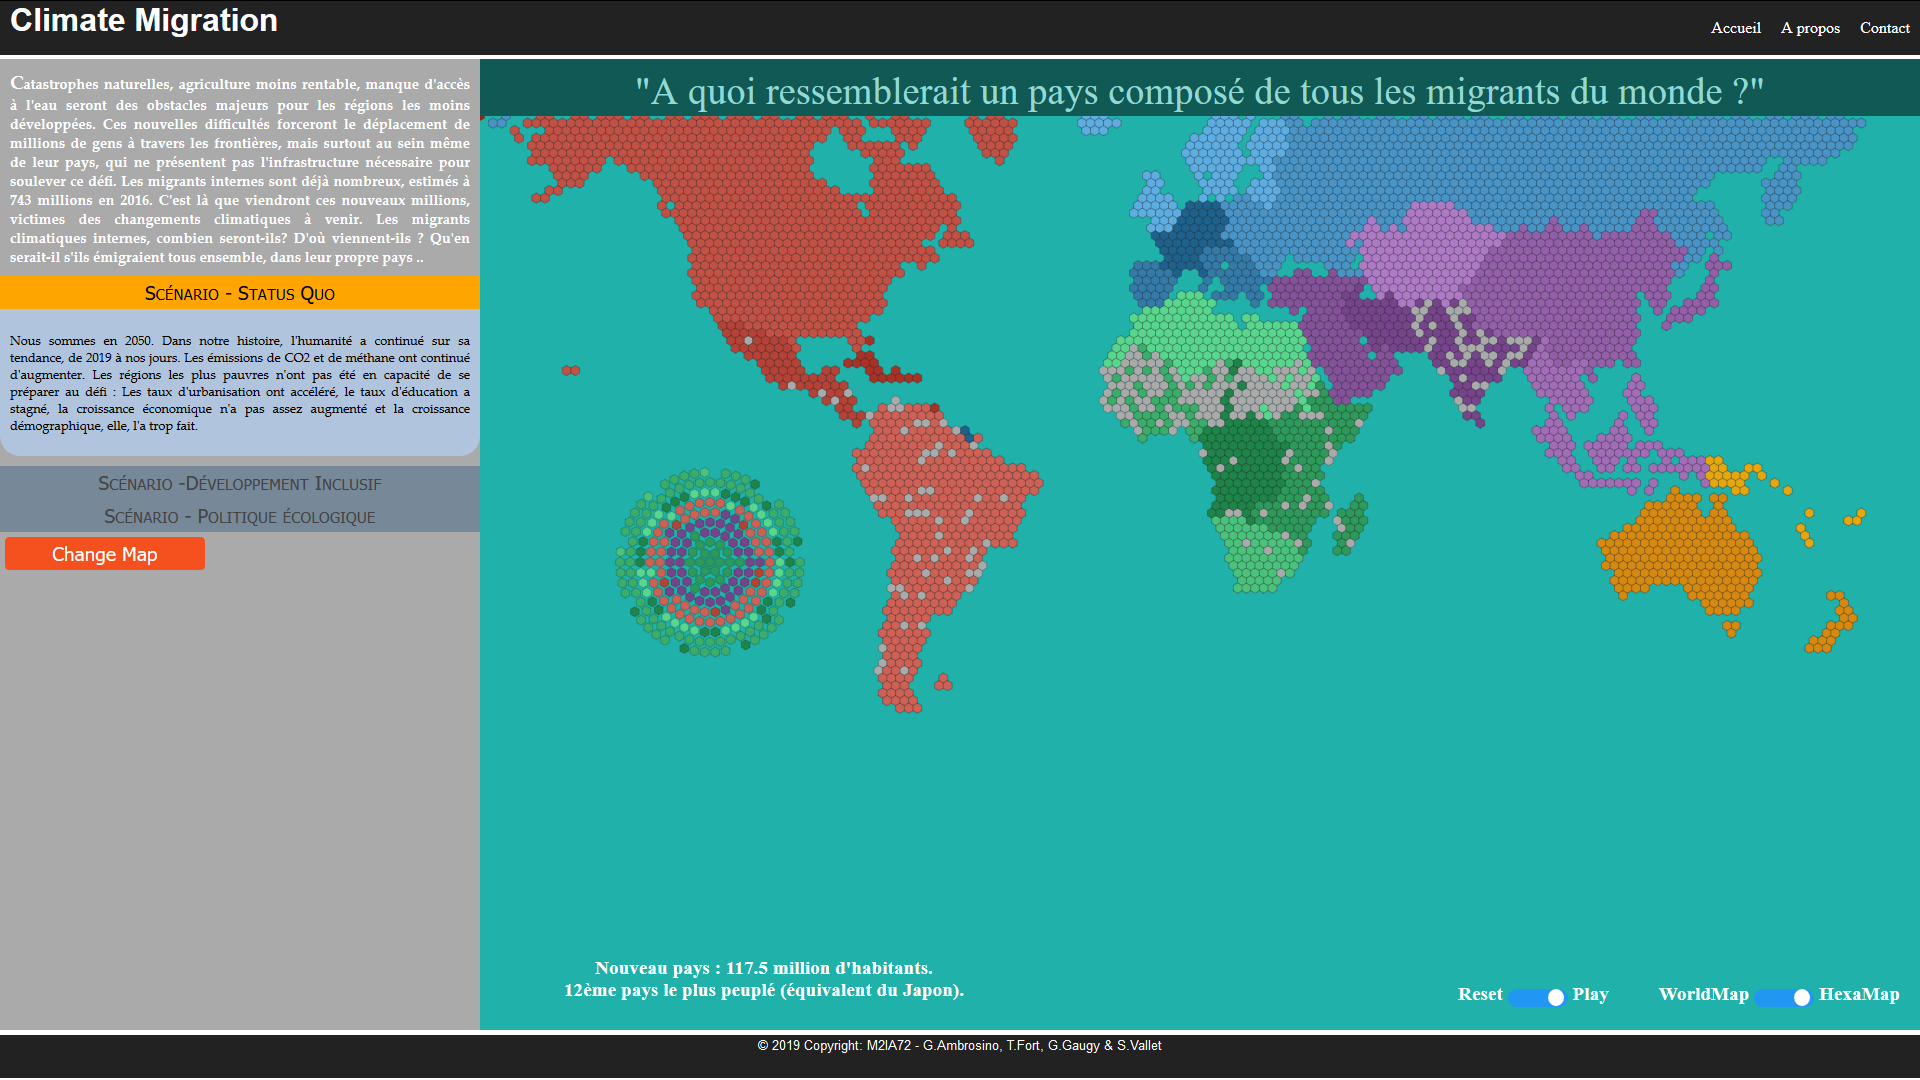 Climate Migration
Accueil A propos Contact
Catastrophes naturelles, agriculture moins rentable, manque d'accès
à l'eau seront des obstacles majeurs pour les régions les moins
développées. Ces nouvelles difficultés forceront le déplacement de
millions de gens à travers les frontières, mais surtout au sein même
de leur pays, qui ne présentent pas l'infrastructure nécessaire pour
soulever ce défi. Les migrants internes sont déjà nombreux, estimés à
743 millions en 2016. C'est là que viendront ces nouveaux millions,
victimes des changements climatiques à venir. Les migrants
climatiques internes, combien seront-ils? D'où viennent-ils ? Qu'en
serait-il s'ils émigraient tous ensemble, dans leur propre pays ..
Scénario - Status Quo
Nous sommes en 2050. Dans notre histoire, l'humanité a continué sur sa
tendance, de 2019 à nos jours. Les émissions de CO2 et de méthane ont continué
d'augmenter. Les régions les plus pauvres n'ont pas été en capacité de se
préparer au défi : Les taux d'urbanisation ont accéléré, le taux d'éducation a
stagné, la croissance économique n'a pas assez augmenté et la croissance
démographique, elle, l'a trop fait.
Scénario -Développement Inclusif
Scénario - Politique écologique
Change Map
"A quoi ressemblerait un pays composé de tous les migrants du monde ?"
Nouveau pays : 117.5 million d'habitants.
12ème pays le plus peuplé (équivalent du Japon).
Reset Play WorldMap HexaMap
© 2019 Copyright: M2IA72 - G.Ambrosino, T.Fort, G.Gaugy & S.Vallet